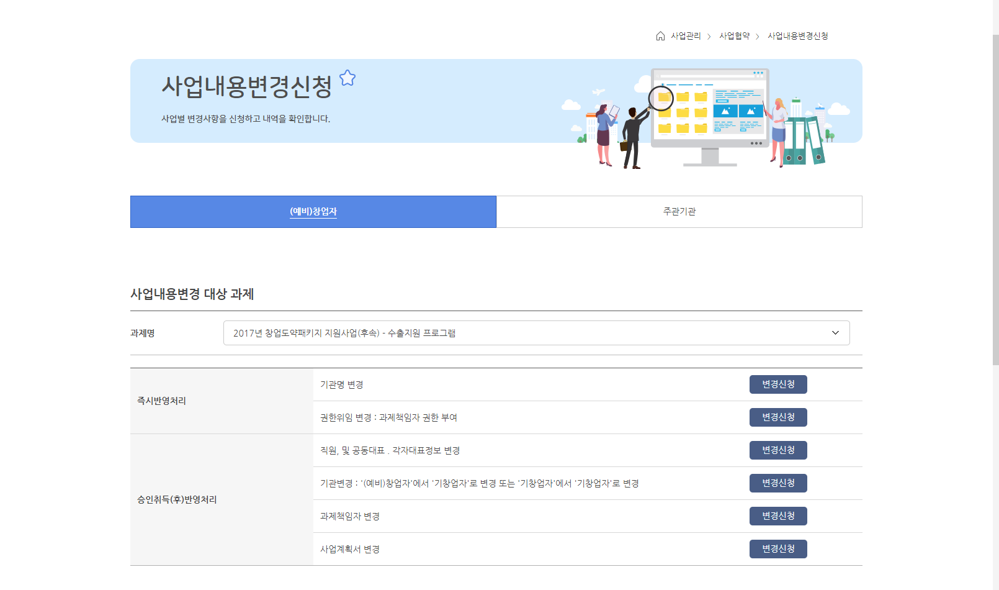 사업관리 > 사업협약 > 사업내용변경신청
사업내용변경신청
사업별 변경사항을 신청하고 내역을 확인합니다.
(예비)창업자
주관기관
사업내용변경 대상 과제
과제명
2017년 창업도약패키지 지원사업(후속) - 수출지원 프로그램
즉시반영처리
기관명 변경
변경신청
권한위임 변경 : 과제책임자 권한 부여
변경신청
승인취득(후)반영처리
직원, 및 공동대표 . 각자대표정보 변경
변경신청
기관변경 : '(예비)창업자'에서 '기창업자'로 변경 또는 '기창업자'에서 '기창업자'로 변경
변경신청
과제책임자 변경
변경신청
사업계획서 변경
변경신청